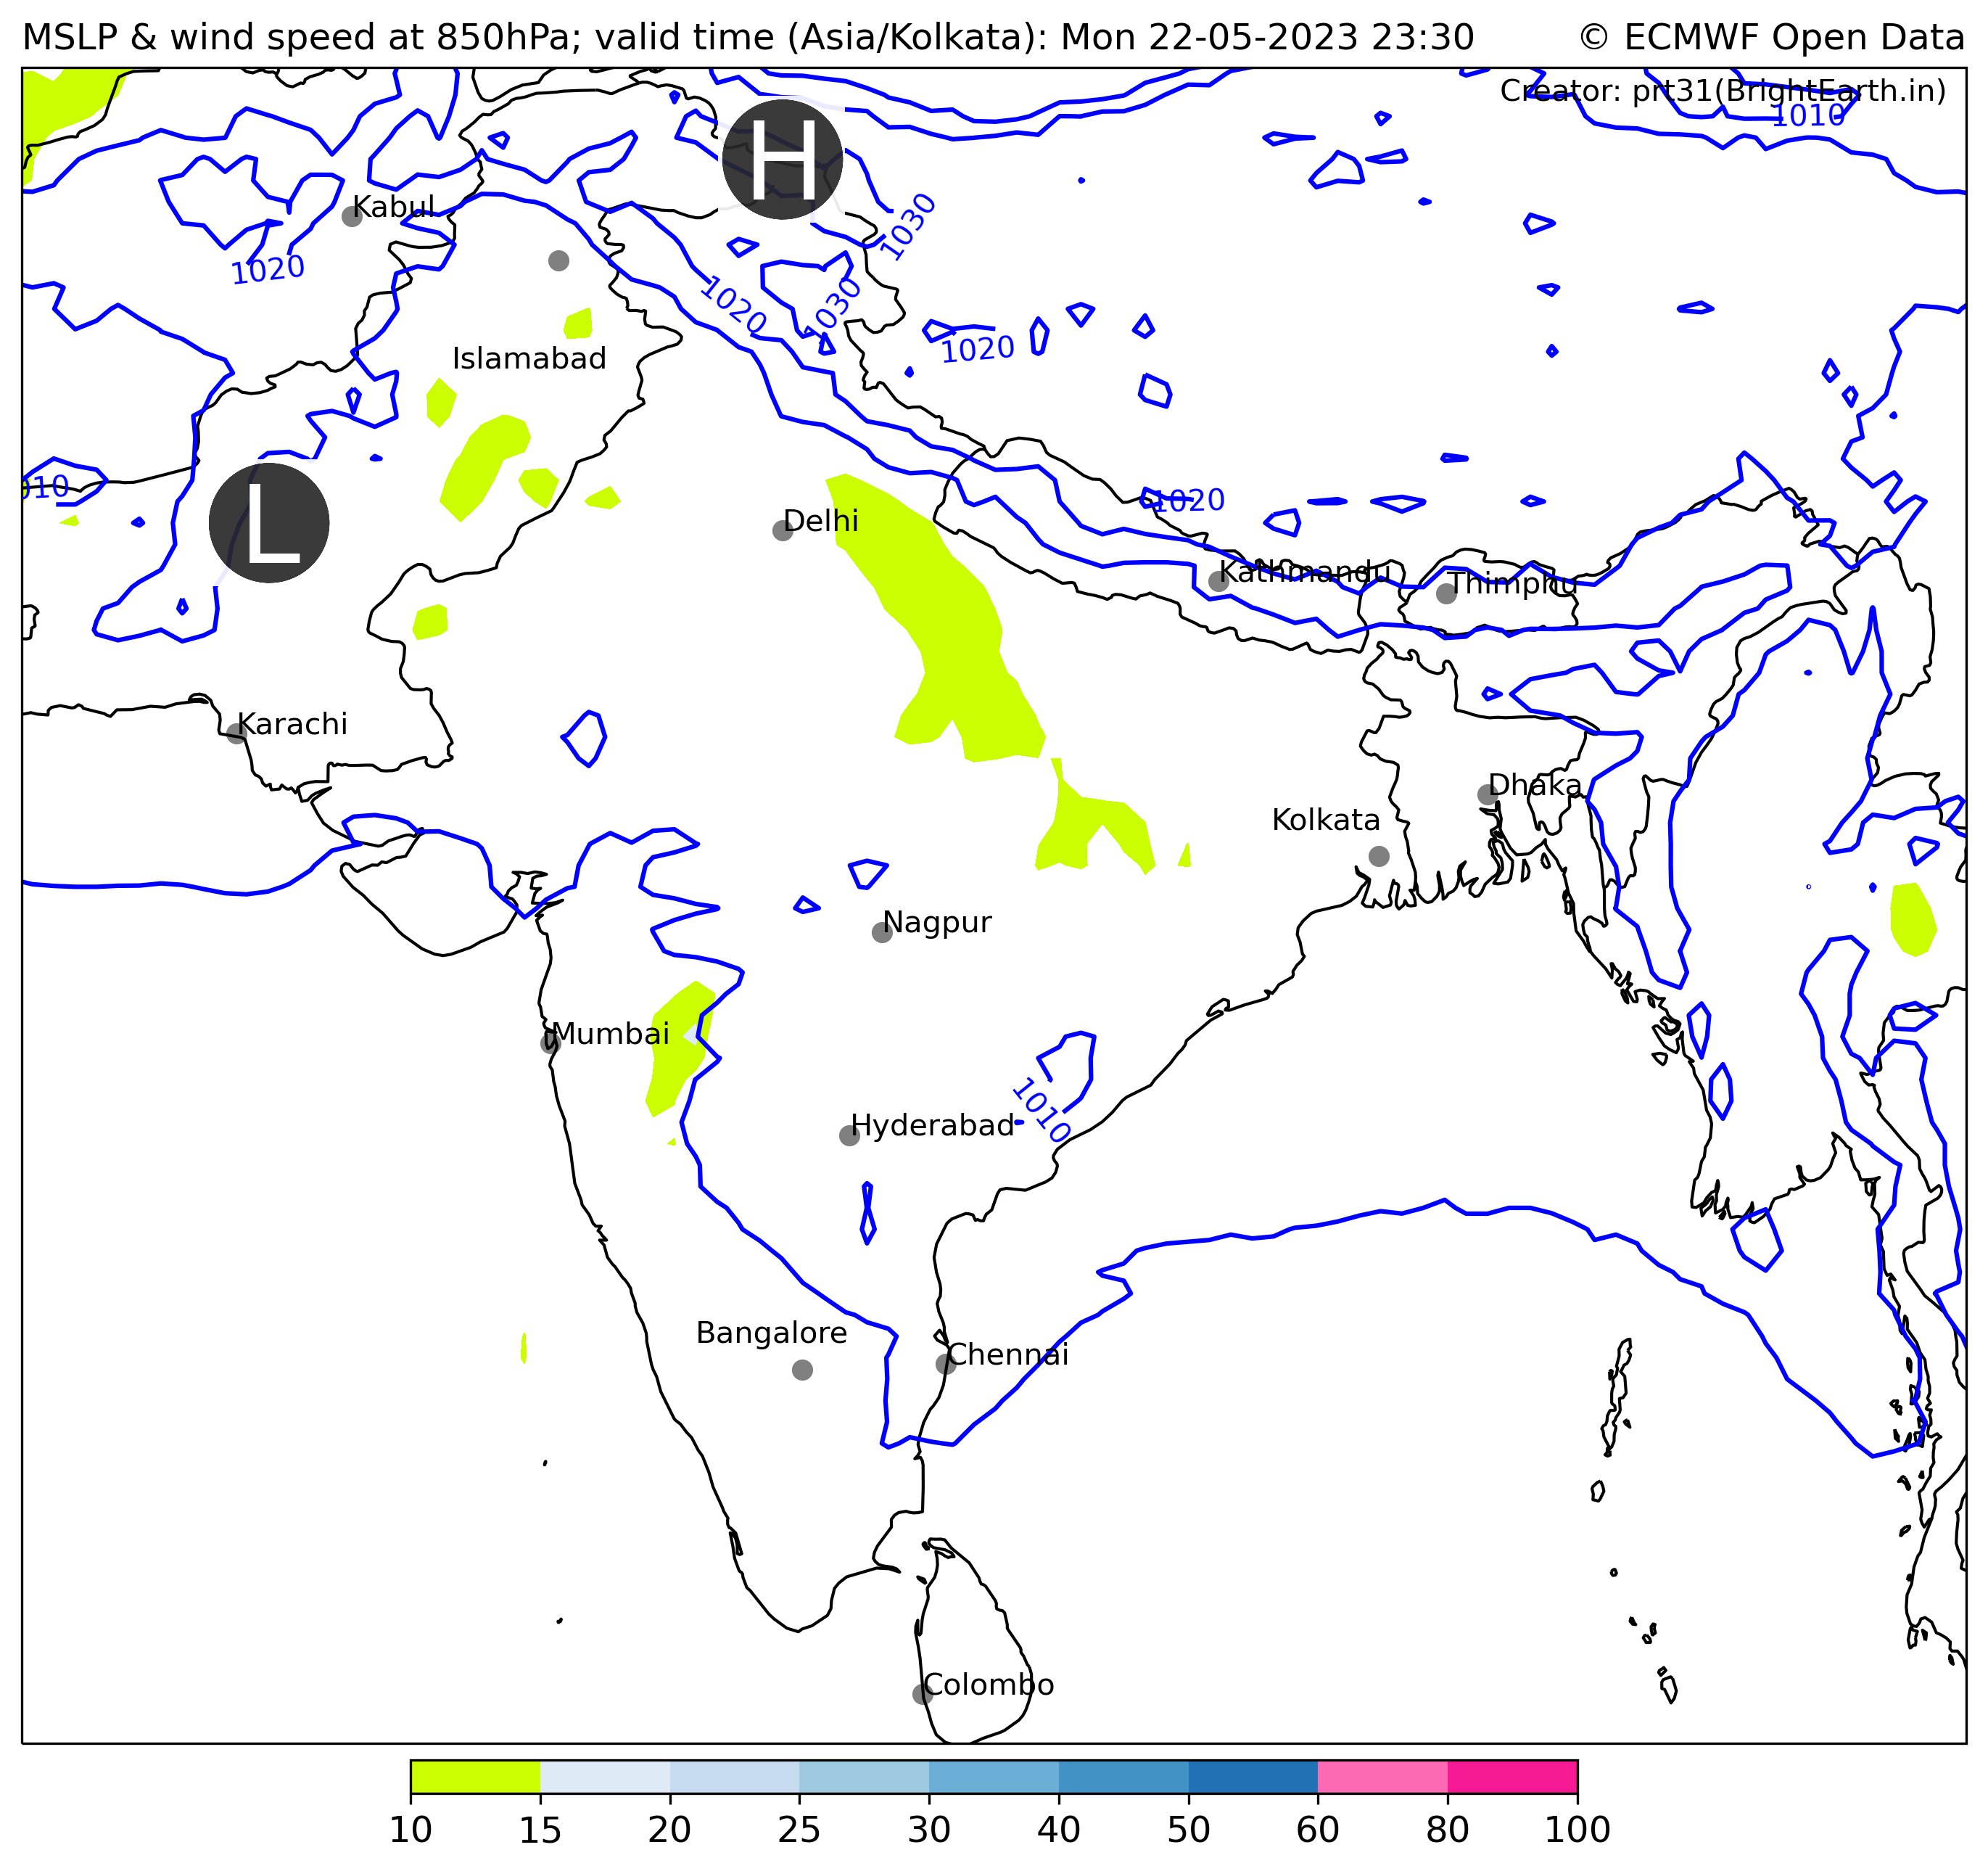 MSLP & wind speed at 850hPa; valid time (Asia/Kolkata): Mon 22-05-2023 23:30 © ECMWF Open Data
Creator: prt31(BrightEarth.in)
1010
H
Kabul
1030
1020
1020
1030
1020
Islamabad
010
L
1020
Delhi
Kathmandu
Thimphu
Karachi
Dhaka
Kolkata
Nagpur
Mumbai
1010
Hyderabad
Bangalore
Chennai
Colombo
10 15 20 25 30 40 50 60 80 100